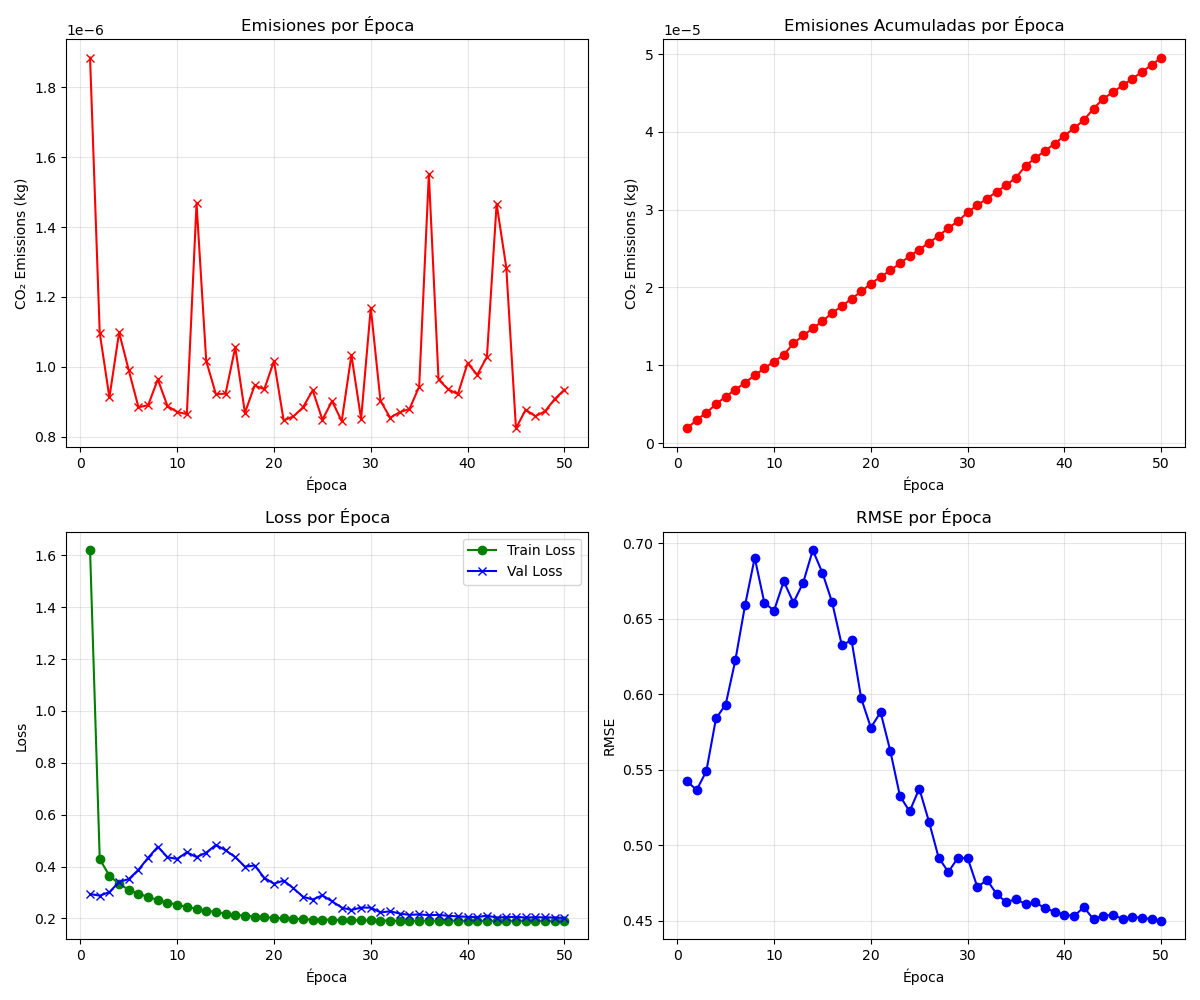 Emisiones por Época
1e−6
CO₂ Emissions (kg)
1.8
1.6
1.4
1.2
1.0
0.8
0 10 20 30 40 50
Época
Emisiones Acumuladas por Época
1e−5
CO₂ Emissions (kg)
5
4
3
2
1
0
0 10 20 30 40 50
Época
Loss por Época
Train Loss
Val Loss
Loss
1.6
1.4
1.2
1.0
0.8
0.6
0.4
0.2
0 10 20 30 40 50
Época
RMSE por Época
RMSE
0.70
0.65
0.60
0.55
0.50
0.45
0 10 20 30 40 50
Época